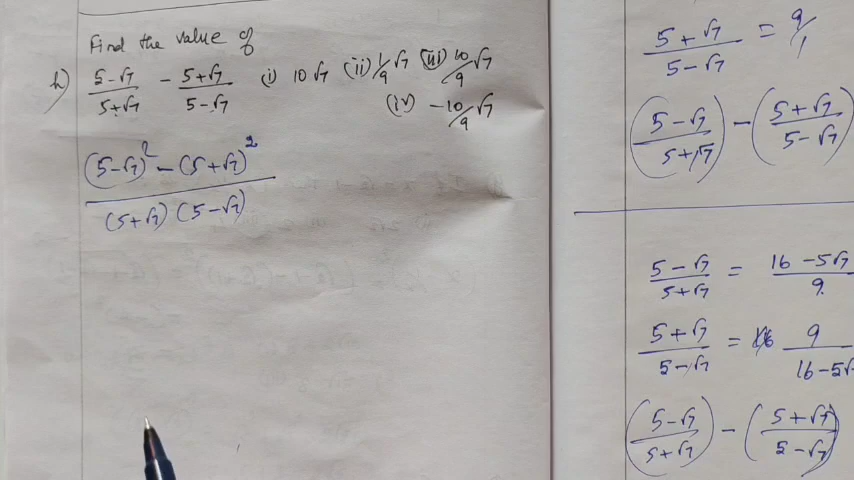 Find the value of
h) (5-√7)/(5+√7) - (5+√7)/(5-√7) (i) 10√7 (ii) 1/9 √7 (iii) 10/9 √7
(iv) -10/9 √7
((5-√7)² - (5+√7)²)/((5+√7)(5-√7))
(5+√7)/(5-√7) = 9/1
((5-√7)/(5+√7)) - ((5+√7)/(5-√7))
(5-√7)/(5+√7) = (16-5√7)/9
(5+√7)/(5-√7) = 9/(16-5√
((5-√7)/(5+√7)) - ((5+√7)/(5-√7))